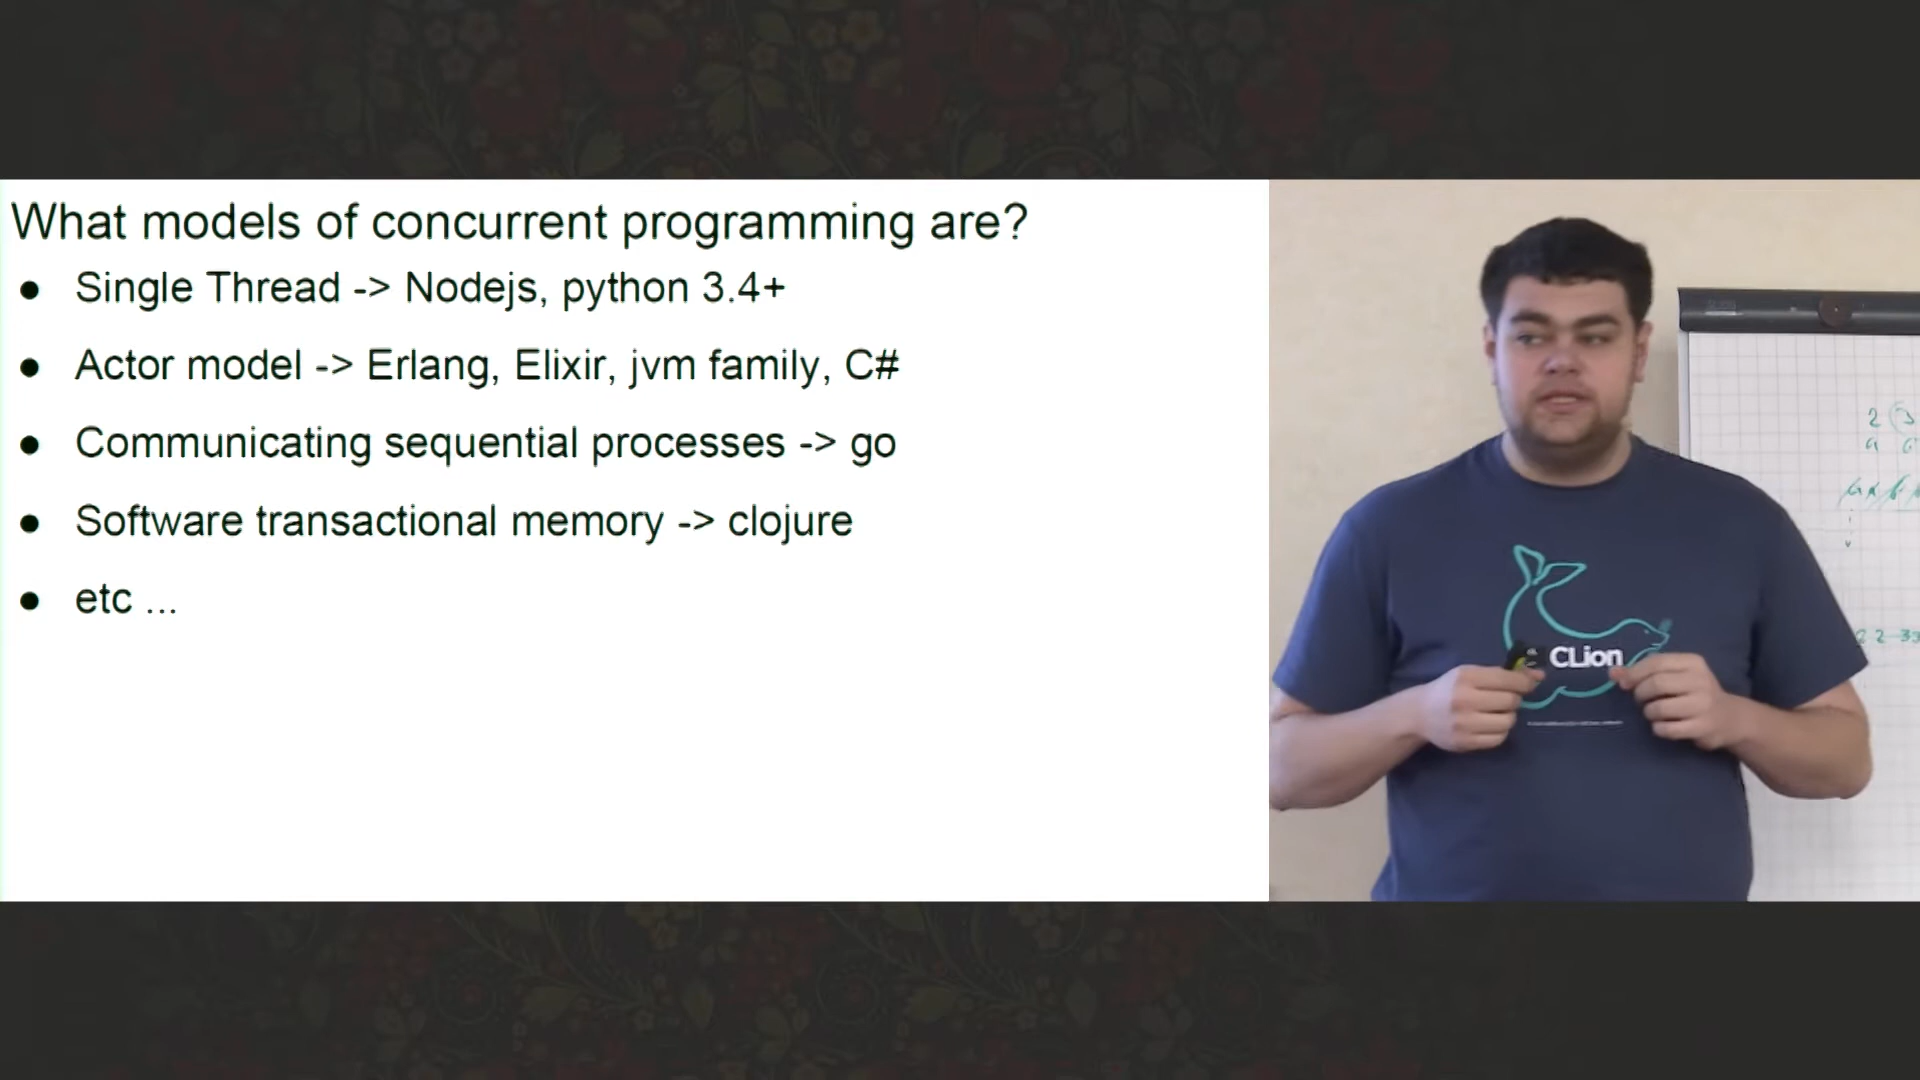 What models of concurrent programming are?
● Single Thread -> Nodejs, python 3.4+
● Actor model -> Erlang, Elixir, jvm family, C#
● Communicating sequential processes -> go
● Software transactional memory -> clojure
● etc ...
CLion